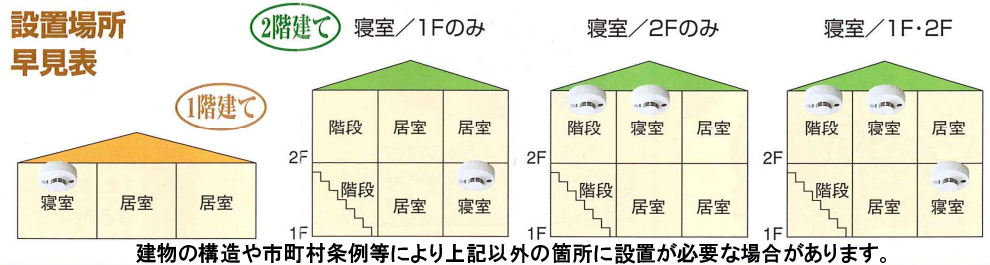 設置場所
早見表
1階建て
寝室 居室 居室
2階建て
寝室／1Fのみ
階段 居室 居室
2F
階段 居室 寝室
1F
寝室／2Fのみ
階段 寝室 居室
2F
階段 居室 居室
1F
寝室／1F・2F
階段 寝室 居室
2F
階段 居室 寝室
1F
建物の構造や市町村条例等により上記以外の箇所に設置が必要な場合があります。